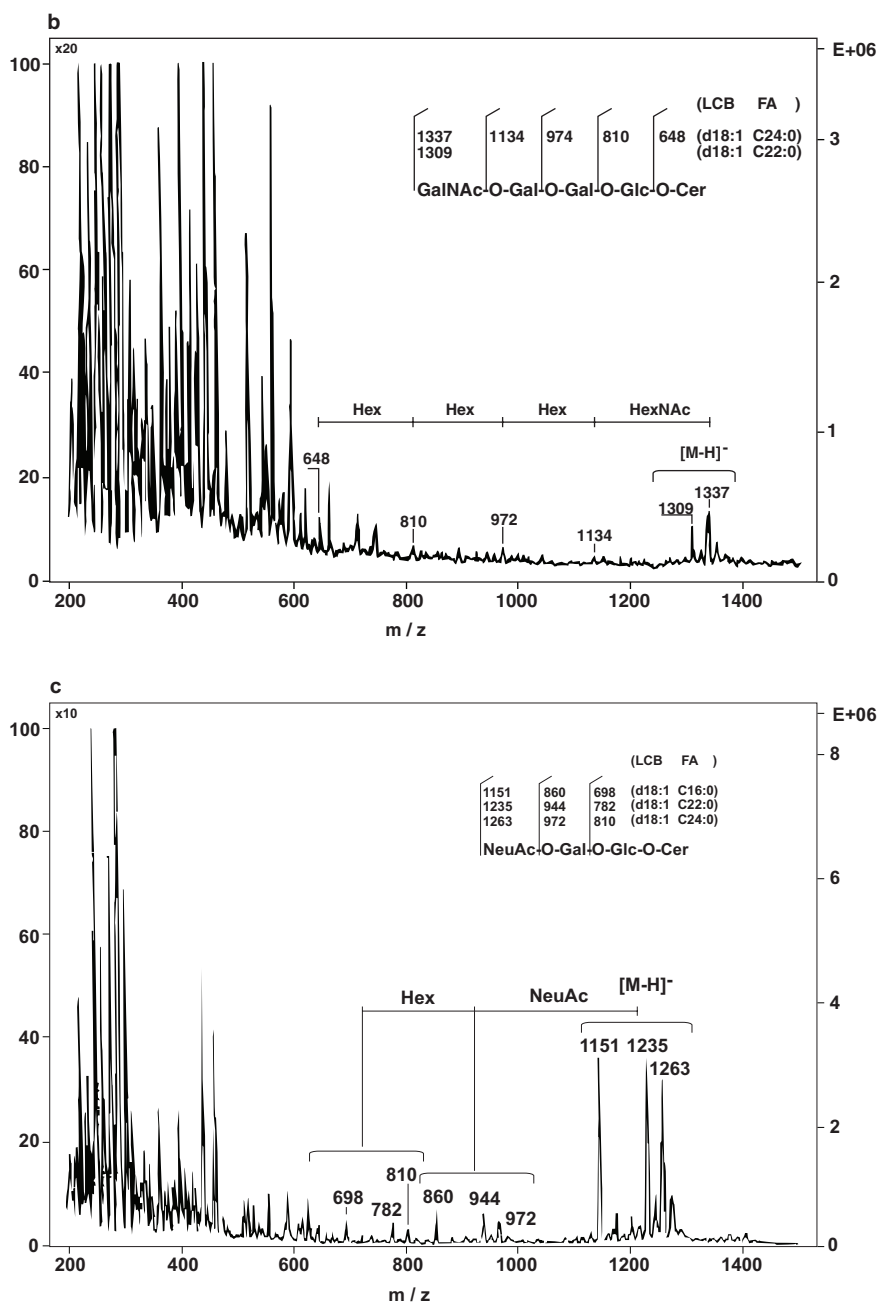 b
x20
E+06
100
80
60
40
20
0
3
2
1
0
(LCB FA )
1337 1134 974 810 648 (d18:1 C24:0)
1309 (d18:1 C22:0)
GalNAc-O-Gal-O-Gal-O-Glc-O-Cer
Hex Hex Hex HexNAc
[M-H]-
648
810
972
1134
1309
1337
200 400 600 800 1000 1200 1400
m / z
c
x10
E+06
100
80
60
40
20
0
8
6
4
2
0
(LCB FA )
1151 860 698 (d18:1 C16:0)
1235 944 782 (d18:1 C22:0)
1263 972 810 (d18:1 C24:0)
NeuAc-O-Gal-O-Glc-O-Cer
Hex NeuAc [M-H]-
1151 1235
1263
810
698
782
860
944
972
200 400 600 800 1000 1200 1400
m / z